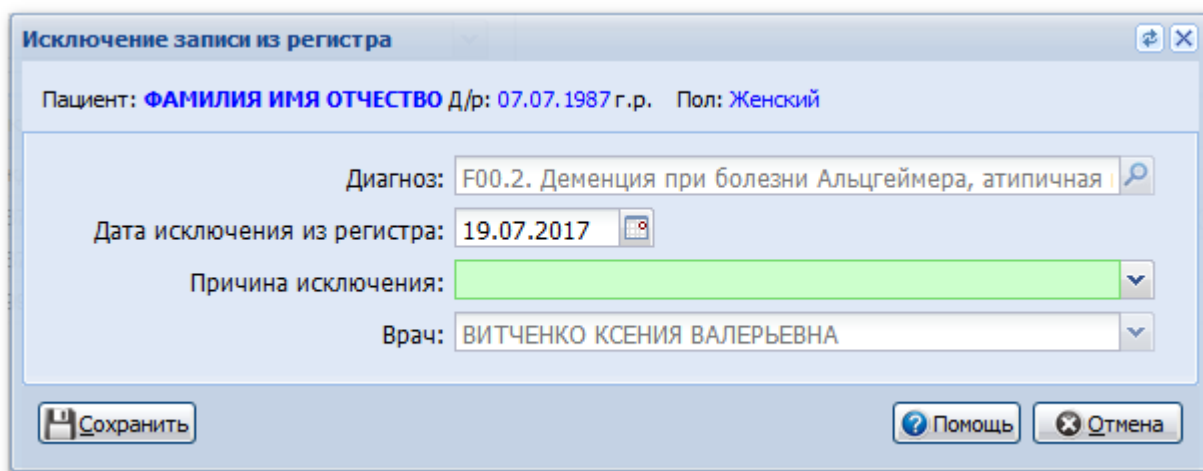 Исключение записи из регистра
Пациент: ФАМИЛИЯ ИМЯ ОТЧЕСТВО Д/р: 07.07.1987 г.р. Пол: Женский
Диагноз: F00.2. Деменция при болезни Альцгеймера, атипичная
Дата исключения из регистра: 19.07.2017
Причина исключения:
Врач: ВИТЧЕНКО КСЕНИЯ ВАЛЕРЬЕВНА
Сохранить Помощь Отмена